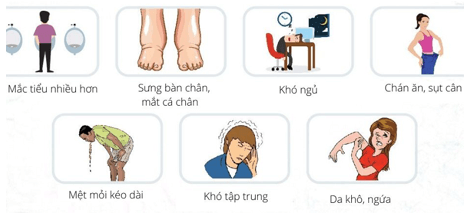 Mắc tiểu nhiều hơn
Sưng bàn chân,
mắt cá chân
Khó ngủ
Chán ăn, sụt cân
Mệt mỏi kéo dài
Khó tập trung
Da khô, ngứa